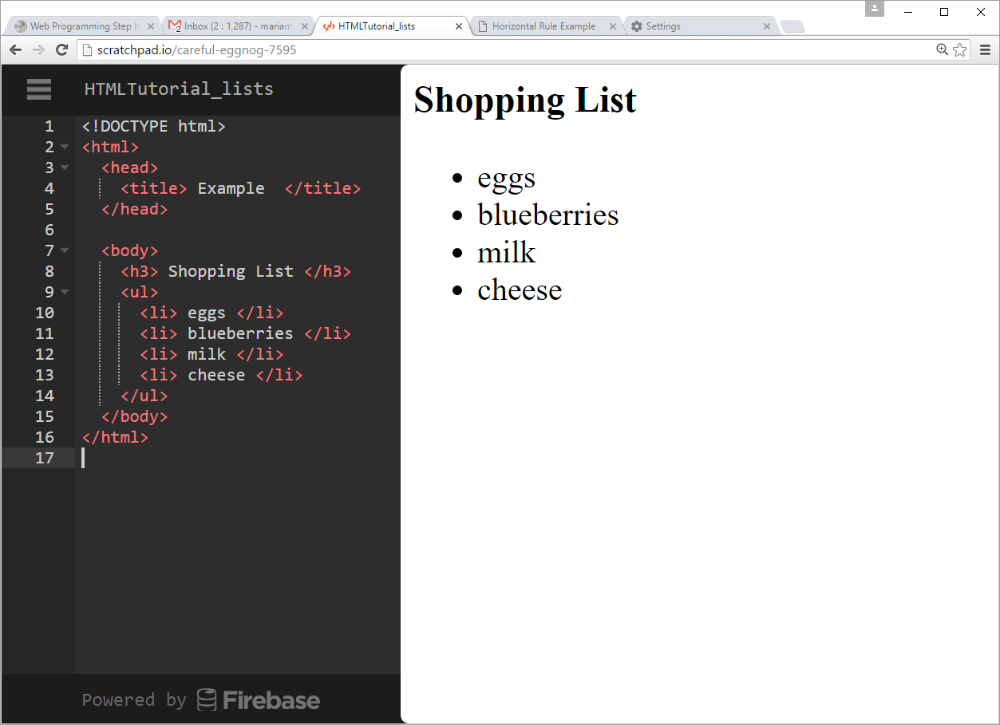 Web Programming Step b
Inbox (2 : 1,287) - mariam
HTMLTutorial_lists
Horizontal Rule Example
Settings
scratchpad.io/careful-eggnog-7595
HTMLTutorial_lists
1 <!DOCTYPE html>
2 <html>
3 <head>
4 <title> Example  </title>
5 </head>
6
7 <body>
8 <h3> Shopping List </h3>
9 <ul>
10 <li> eggs </li>
11 <li> blueberries </li>
12 <li> milk </li>
13 <li> cheese </li>
14 </ul>
15 </body>
16 </html>
17
Powered by Firebase
Shopping List
• eggs
• blueberries
• milk
• cheese